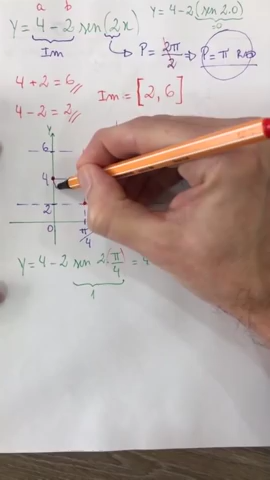 a b
y = 4 - 2 sen(2x)
Im
P = 2π/2 ⇒ P = π RAD
y = 4 - 2 (sen 2.0)
=0
4 + 2 = 6//
4 - 2 = 2//
Im = [2, 6]
y
6
4
2
0
π/4
y = 4 - 2 sen 2.(π/4) = 4
1